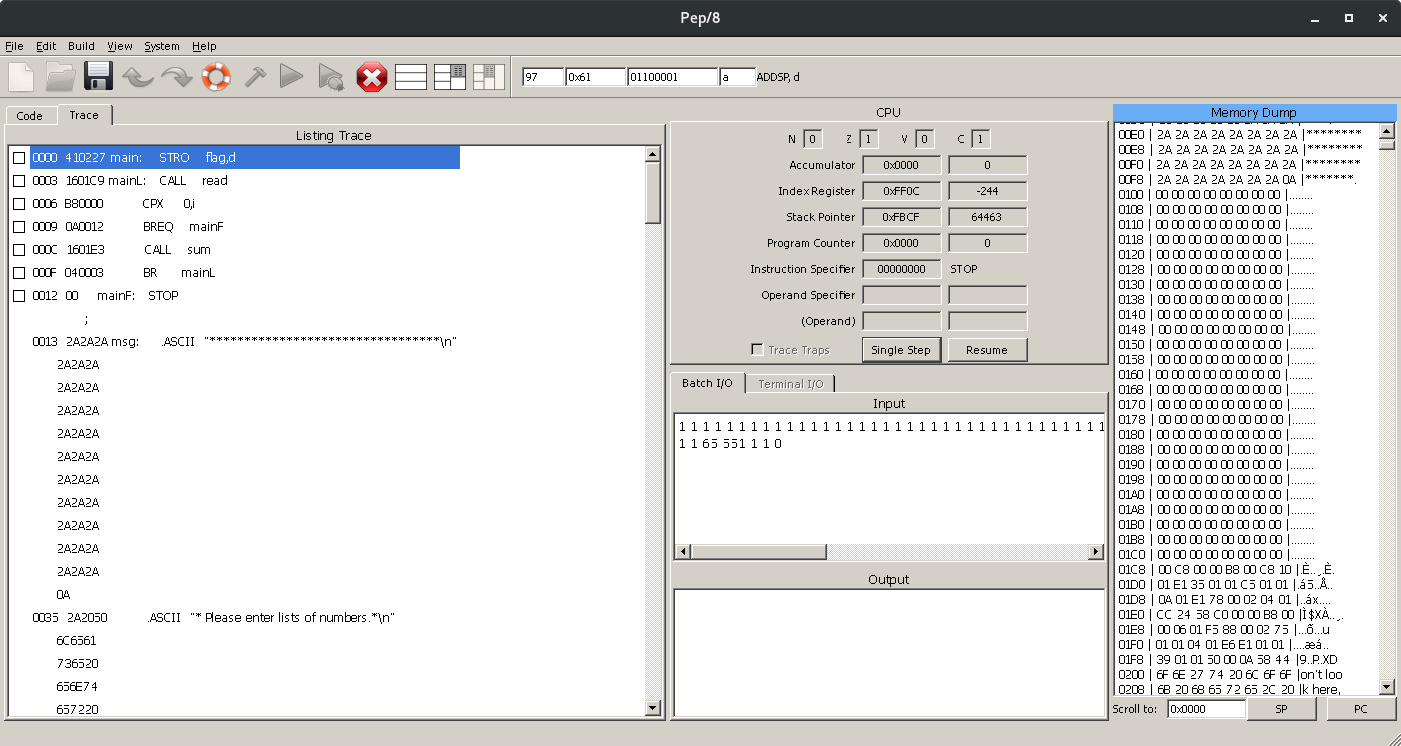 Pep/8
File Edit Build View System Help
97 0x61 01100001 a ADDSP, d
Code Trace
Listing Trace
0000 410227 main: STRO flag,d
0003 1601C9 mainL: CALL read
0006 B80000 CPX 0,i
0009 0A0012 BREQ mainF
000C 1601E3 CALL sum
000F 040003 BR mainL
0012 00 mainF: STOP
;
0013 2A2A2A msg: .ASCII "********************************\n"
2A2A2A
2A2A2A
2A2A2A
2A2A2A
2A2A2A
2A2A2A
2A2A2A
2A2A2A
2A2A2A
2A2A2A
0A
0035 2A2050 .ASCII "* Please enter lists of numbers.*\n"
6C6561
736520
656E74
657220
CPU
N 0 Z 1 V 0 C 1
Accumulator 0x0000 0
Index Register 0xFF0C -244
Stack Pointer 0xFBCF 64463
Program Counter 0x0000 0
Instruction Specifier 00000000 STOP
Operand Specifier
(Operand)
Trace Traps Single Step Resume
Batch I/O Terminal I/O
Input
1 1 1 1 1 1 1 1 1 1 1 1 1 1 1 1 1 1 1 1 1 1 1 1 1 1 1 1 1 1 1 1 1 1 1 1
1 1 65 551 1 1 0
Output
Memory Dump
00E0 | 2A 2A 2A 2A 2A 2A 2A 2A |********
00E8 | 2A 2A 2A 2A 2A 2A 2A 2A |********
00F0 | 2A 2A 2A 2A 2A 2A 2A 2A |********
00F8 | 2A 2A 2A 2A 2A 2A 2A 0A |*******.
0100 | 00 00 00 00 00 00 00 00 |........
0108 | 00 00 00 00 00 00 00 00 |........
0110 | 00 00 00 00 00 00 00 00 |........
0118 | 00 00 00 00 00 00 00 00 |........
0120 | 00 00 00 00 00 00 00 00 |........
0128 | 00 00 00 00 00 00 00 00 |........
0130 | 00 00 00 00 00 00 00 00 |........
0138 | 00 00 00 00 00 00 00 00 |........
0140 | 00 00 00 00 00 00 00 00 |........
0148 | 00 00 00 00 00 00 00 00 |........
0150 | 00 00 00 00 00 00 00 00 |........
0158 | 00 00 00 00 00 00 00 00 |........
0160 | 00 00 00 00 00 00 00 00 |........
0168 | 00 00 00 00 00 00 00 00 |........
0170 | 00 00 00 00 00 00 00 00 |........
0178 | 00 00 00 00 00 00 00 00 |........
0180 | 00 00 00 00 00 00 00 00 |........
0188 | 00 00 00 00 00 00 00 00 |........
0190 | 00 00 00 00 00 00 00 00 |........
0198 | 00 00 00 00 00 00 00 00 |........
01A0 | 00 00 00 00 00 00 00 00 |........
01A8 | 00 00 00 00 00 00 00 00 |........
01B0 | 00 00 00 00 00 00 00 00 |........
01B8 | 00 00 00 00 00 00 00 00 |........
01C0 | 00 00 00 00 00 00 00 00 |........
01C8 | 00 C8 00 00 B8 00 C8 10 |.È..¸.È.
01D0 | 01 E1 35 01 01 C5 01 01 |.á5..Å..
01D8 | 0A 01 E1 78 00 02 04 01 |..áx....
01E0 | CC 24 58 C0 00 00 B8 00 |Ì$XÀ..¸.
01E8 | 00 06 01 F5 88 00 02 75 |...õ...u
01F0 | 01 01 04 01 E6 E1 01 01 |....æá..
01F8 | 39 01 01 50 00 0A 58 44 |9..P..XD
0200 | 6F 6E 27 74 20 6C 6F 6F |on't loo
0208 | 6B 20 68 65 72 65 2C 20 |k here,
Scroll to: 0x0000 SP PC